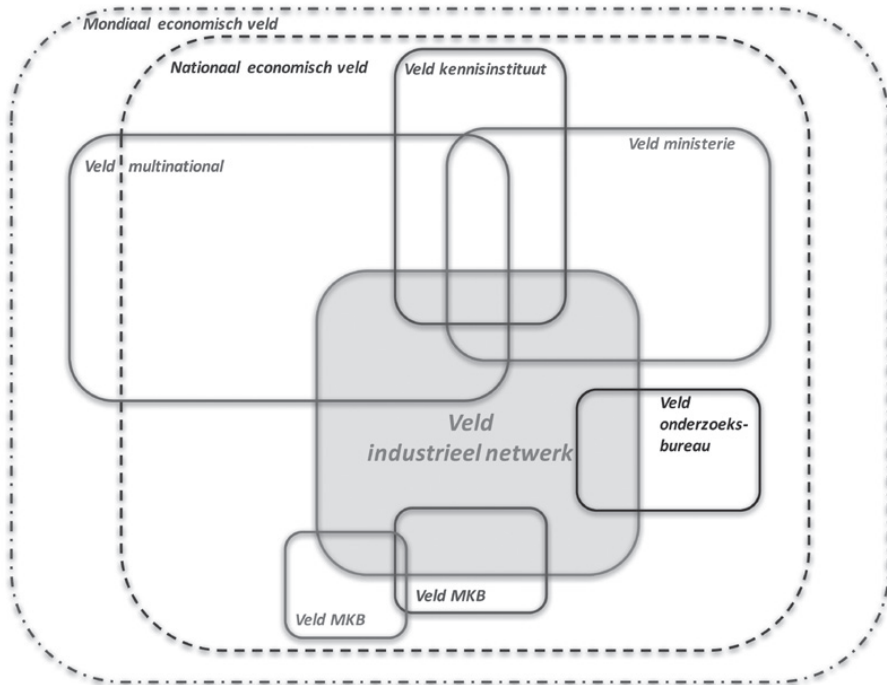 Mondiaal economisch veld
Nationaal economisch veld
Veld kennisinstituut
Veld ministerie
Veld multinational
Veld
onderzoeks-
bureau
Veld
industrieel netwerk
Veld MKB
Veld MKB